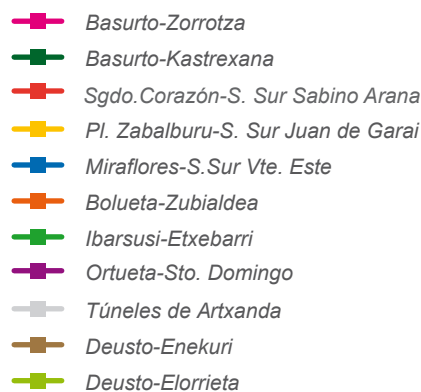 Basurto-Zorrotza
Basurto-Kastrexana
Sgdo.Corazón-S. Sur Sabino Arana
Pl. Zabalburu-S. Sur Juan de Garai
Miraflores-S.Sur Vte. Este
Bolueta-Zubialdea
Ibarsusi-Etxebarri
Ortueta-Sto. Domingo
Túneles de Artxanda
Deusto-Enekuri
Deusto-Elorrieta